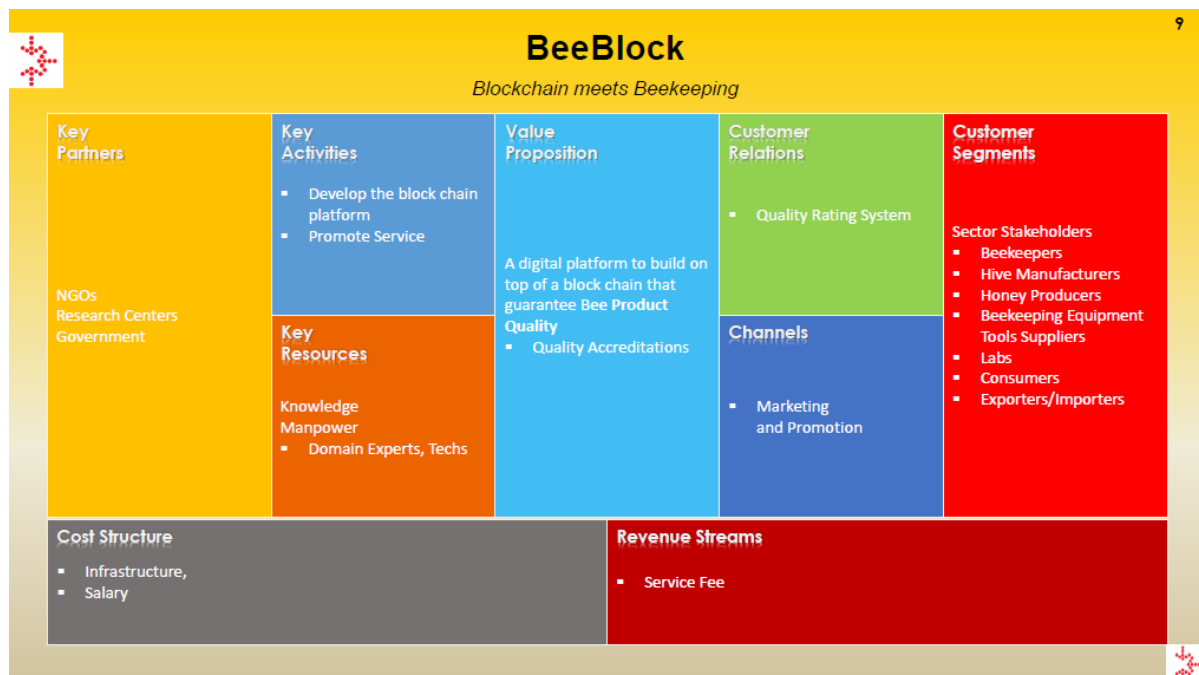 9
BeeBlock
Blockchain meets Beekeeping
Key
Partners
NGOs
Research Centers
Government
Key
Activities
▪ Develop the block chain
platform
▪ Promote Service
Key
Resources
Knowledge
Manpower
▪ Domain Experts, Techs
Value
Proposition
A digital platform to build on
top of a block chain that
guarantee Bee Product
Quality
▪ Quality Accreditations
Customer
Relations
▪ Quality Rating System
Channels
▪ Marketing
and Promotion
Customer
Segments
Sector Stakeholders
▪ Beekeepers
▪ Hive Manufacturers
▪ Honey Producers
▪ Beekeeping Equipment
Tools Suppliers
▪ Labs
▪ Consumers
▪ Exporters/Importers
Cost Structure
▪ Infrastructure,
▪ Salary
Revenue Streams
▪ Service Fee